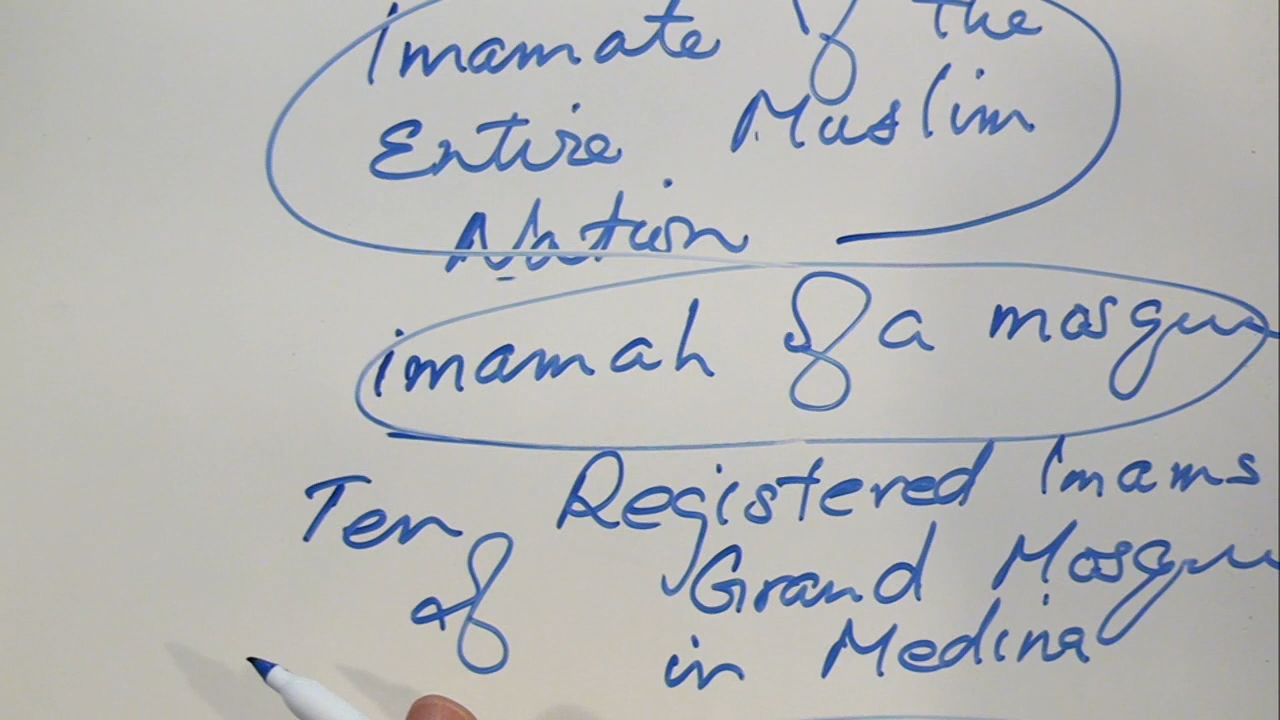 Imamate of the
Entire Muslim
Nation
imamah of a mosque
Ten Registered Imams
of Grand Mosque
in Medina